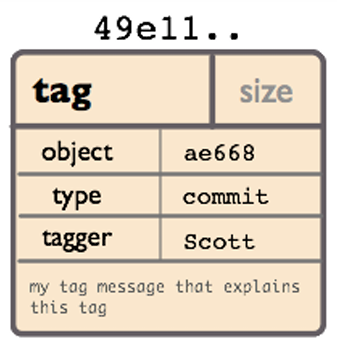 49e11..
tag size
object ae668
type commit
tagger Scott
my tag message that explains
this tag